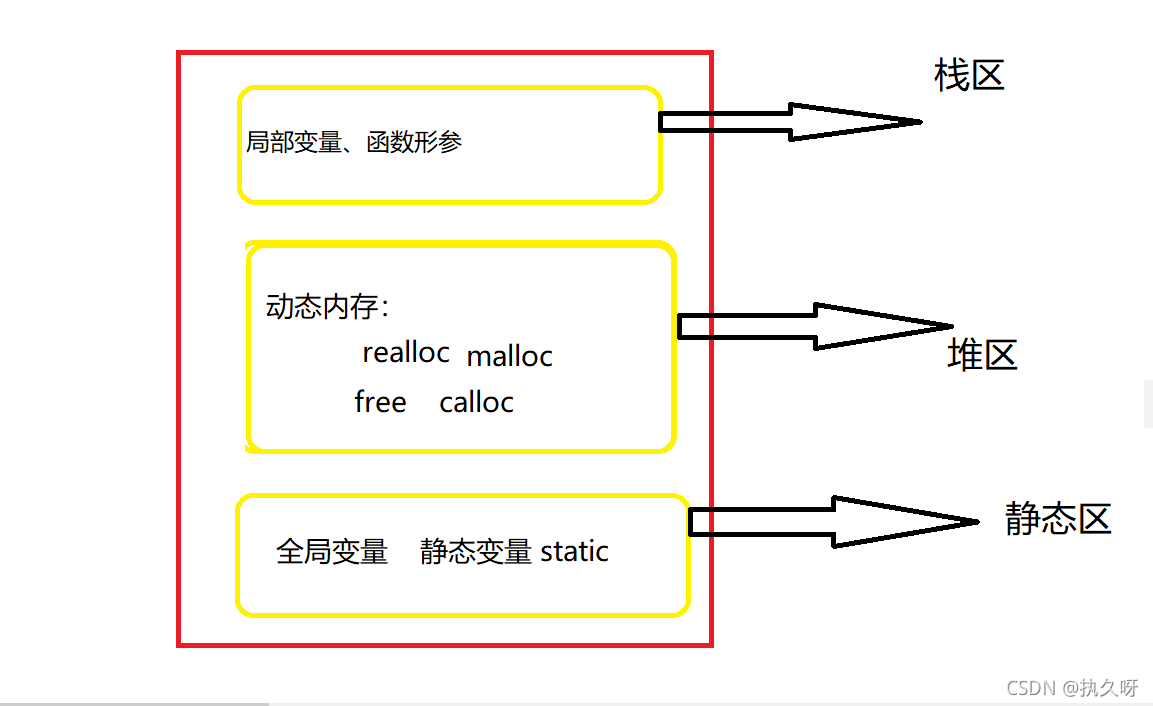 栈区
局部变量、函数形参
动态内存：
realloc malloc
free calloc
堆区
静态区
全局变量 静态变量 static
CSDN @执久呀